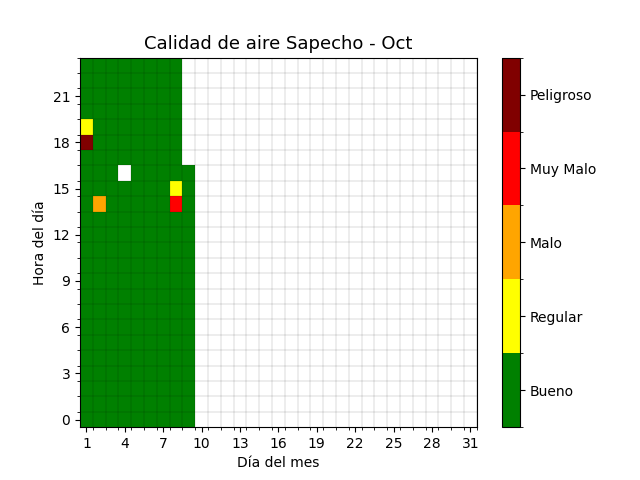 Calidad de aire Sapecho - Oct
Hora del día
21
18
15
12
9
6
3
0
1 4 7 10 13 16 19 22 25 28 31
Día del mes
Peligroso
Muy Malo
Malo
Regular
Bueno